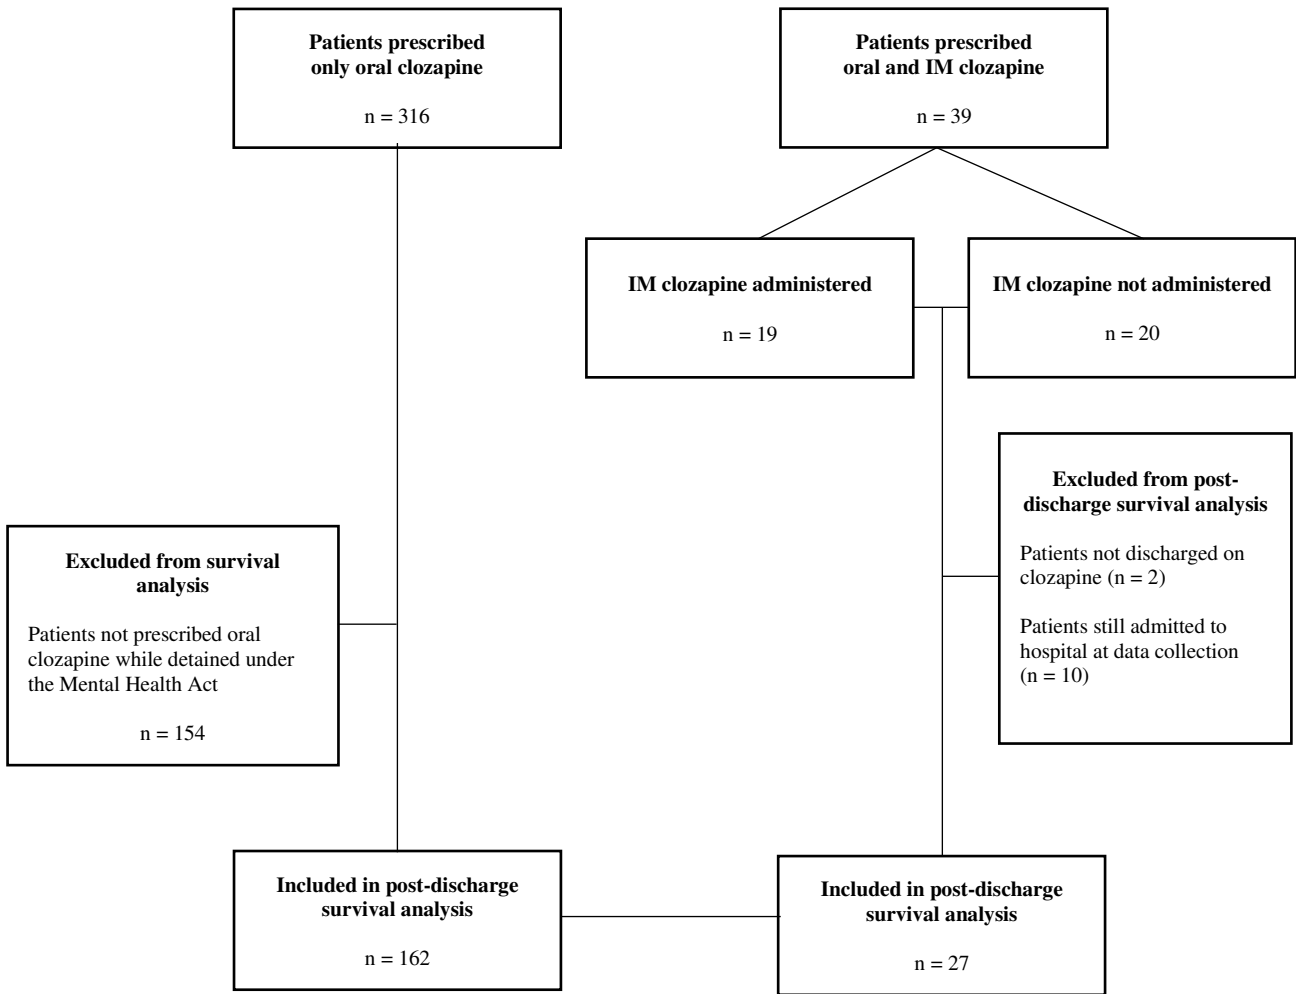 Patients prescribed
only oral clozapine
n = 316
Patients prescribed
oral and IM clozapine
n = 39
IM clozapine administered
n = 19
IM clozapine not administered
n = 20
Excluded from post-
discharge survival analysis
Patients not discharged on
clozapine (n = 2)
Patients still admitted to
hospital at data collection
(n = 10)
Excluded from survival
analysis
Patients not prescribed oral
clozapine while detained under
the Mental Health Act
n = 154
Included in post-discharge
survival analysis
n = 162
Included in post-discharge
survival analysis
n = 27